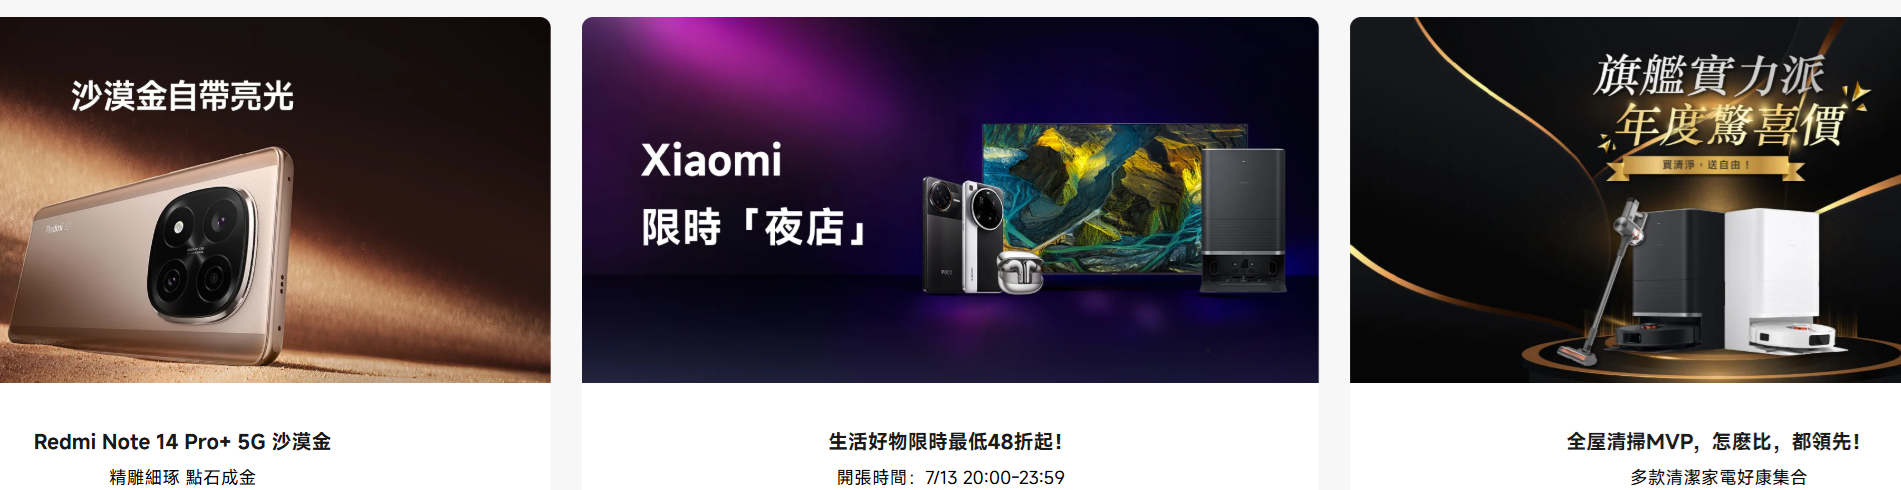 沙漠金自帶亮光
Redmi
Redmi Note 14 Pro+ 5G 沙漠金
精雕細琢 點石成金
Xiaomi
限時「夜店」
POCO
生活好物限時最低48折起！
開張時間：7/13 20:00-23:59
旗艦實力派
年度驚喜價
買清淨，送自由！
全屋清掃MVP，怎麼比，都領先！
多款清潔家電好康集合